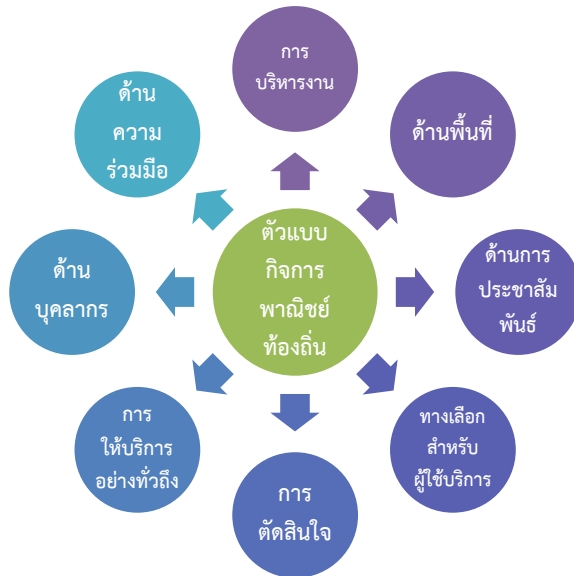 การ
บริหารงาน
ด้านพื้นที่
ด้านการ
ประชาสัม
พันธ์
ทางเลือก
สำหรับ
ผู้ใช้บริการ
การ
ตัดสินใจ
การ
ให้บริการ
อย่างทั่วถึง
ด้าน
บุคลากร
ด้าน
ความ
ร่วมมือ
ตัวแบบ
กิจการ
พาณิชย์
ท้องถิ่น